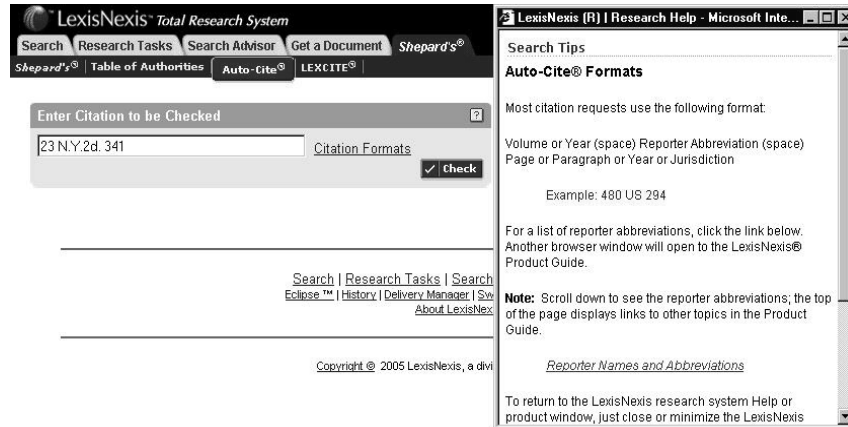 LexisNexis™ Total Research System
Search Research Tasks Search Advisor Get a Document Shepard's®
Shepard's® | Table of Authorities Auto-Cite® LEXCITE® |
Enter Citation to be Checked ?
23 N.Y.2d. 341 Citation Formats
✓ Check
Search | Research Tasks | Search
Eclipse ™ | History | Delivery Manager | Sw
About LexisNex
Copyright © 2005 LexisNexis, a divi
LexisNexis (R) | Research Help - Microsoft Inte...
Search Tips
Auto-Cite® Formats
Most citation requests use the following format:
Volume or Year (space) Reporter Abbreviation (space)
Page or Paragraph or Year or Jurisdiction
Example: 480 US 294
For a list of reporter abbreviations, click the link below.
Another browser window will open to the LexisNexis®
Product Guide.
Note: Scroll down to see the reporter abbreviations; the top
of the page displays links to other topics in the Product
Guide.
Reporter Names and Abbreviations
To return to the LexisNexis research system Help or
product window, just close or minimize the LexisNexis